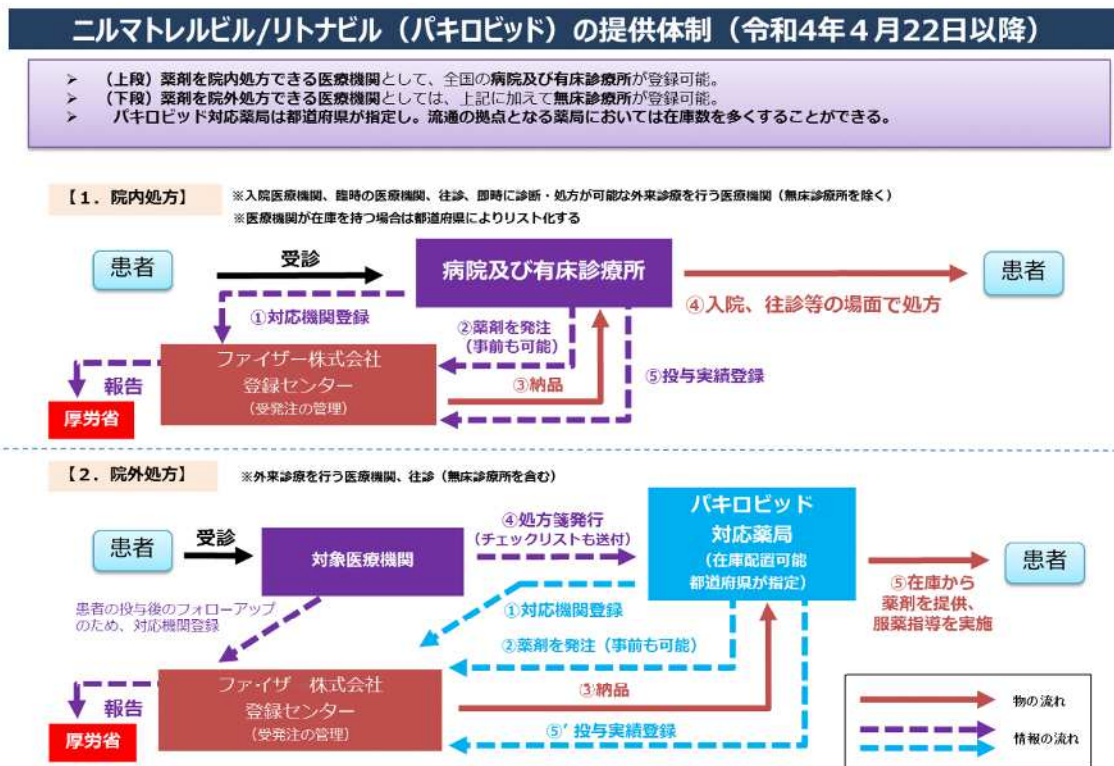 ニルマトレルビル/リトナビル（パキロビッド）の提供体制（令和4年４月22日以降）
➤ （上段）薬剤を院内処方できる医療機関として、全国の病院及び有床診療所が登録可能。
➤ （下段）薬剤を院外処方できる医療機関としては、上記に加えて無床診療所が登録可能。
➤ パキロビッド対応薬局は都道府県が指定し。流通の拠点となる薬局においては在庫数を多くすることができる。
【１．院内処方】
※入院医療機関、臨時の医療機関、往診、即時に診断・処方が可能な外来診療を行う医療機関（無床診療所を除く）
※医療機関が在庫を持つ場合は都道府県によりリスト化する
患者
受診
病院及び有床診療所
患者
④入院、往診等の場面で処方
①対応機関登録
②薬剤を発注
（事前も可能）
③納品
⑤投与実績登録
ファイザー株式会社
登録センター
（受発注の管理）
報告
厚労省
【２．院外処方】
※外来診療を行う医療機関、往診（無床診療所を含む）
患者
受診
対象医療機関
④処方箋発行
（チェックリストも送付）
パキロビッド
対応薬局
（在庫配置可能
都道府県が指定）
患者
⑤在庫から
薬剤を提供、
服薬指導を実施
患者の投与後のフォローアップ
のため、対応機関登録
①対応機関登録
②薬剤を発注（事前も可能）
③納品
⑤’投与実績登録
ファイザ　株式会社
登録センター
（受発注の管理）
報告
厚労省
物の流れ
情報の流れ